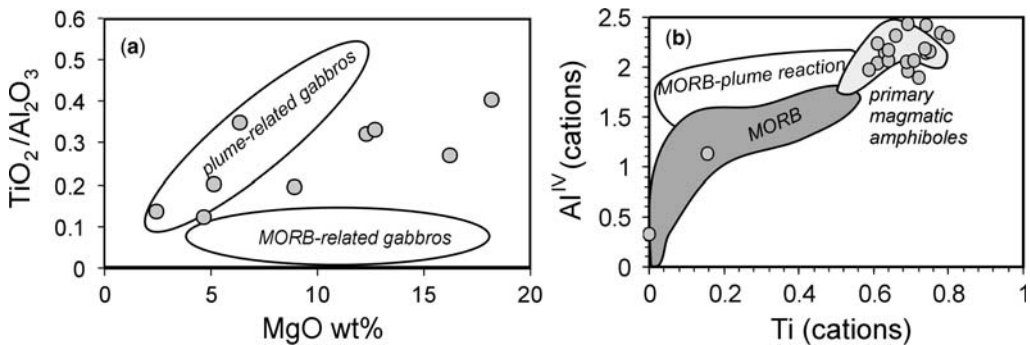 (a)
TiO2/Al2O3
0.6
0.5
0.4
0.3
0.2
0.1
0
plume-related gabbros
MORB-related gabbros
0
5
10
15
20
MgO wt%
(b)
Al^IV (cations)
2.5
2
1.5
1
0.5
0
MORB-plume reaction
MORB
primary
magmatic
amphiboles
0
0.2
0.4
0.6
0.8
1
Ti (cations)